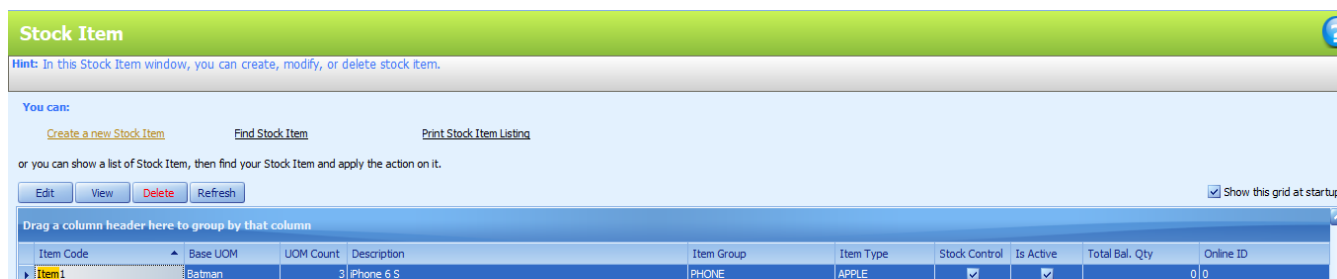 Stock Item
?
Hint: In this Stock Item window, you can create, modify, or delete stock item.
You can:
Create a new Stock Item Find Stock Item Print Stock Item Listing
or you can show a list of Stock Item, then find your Stock Item and apply the action on it.
Edit View Delete Refresh Show this grid at startup
Drag a column header here to group by that column
Item Code Base UOM UOM Count Description Item Group Item Type Stock Control Is Active Total Bal. Qty Online ID
Item1 Batman 3 iPhone 6 S PHONE APPLE 0 0